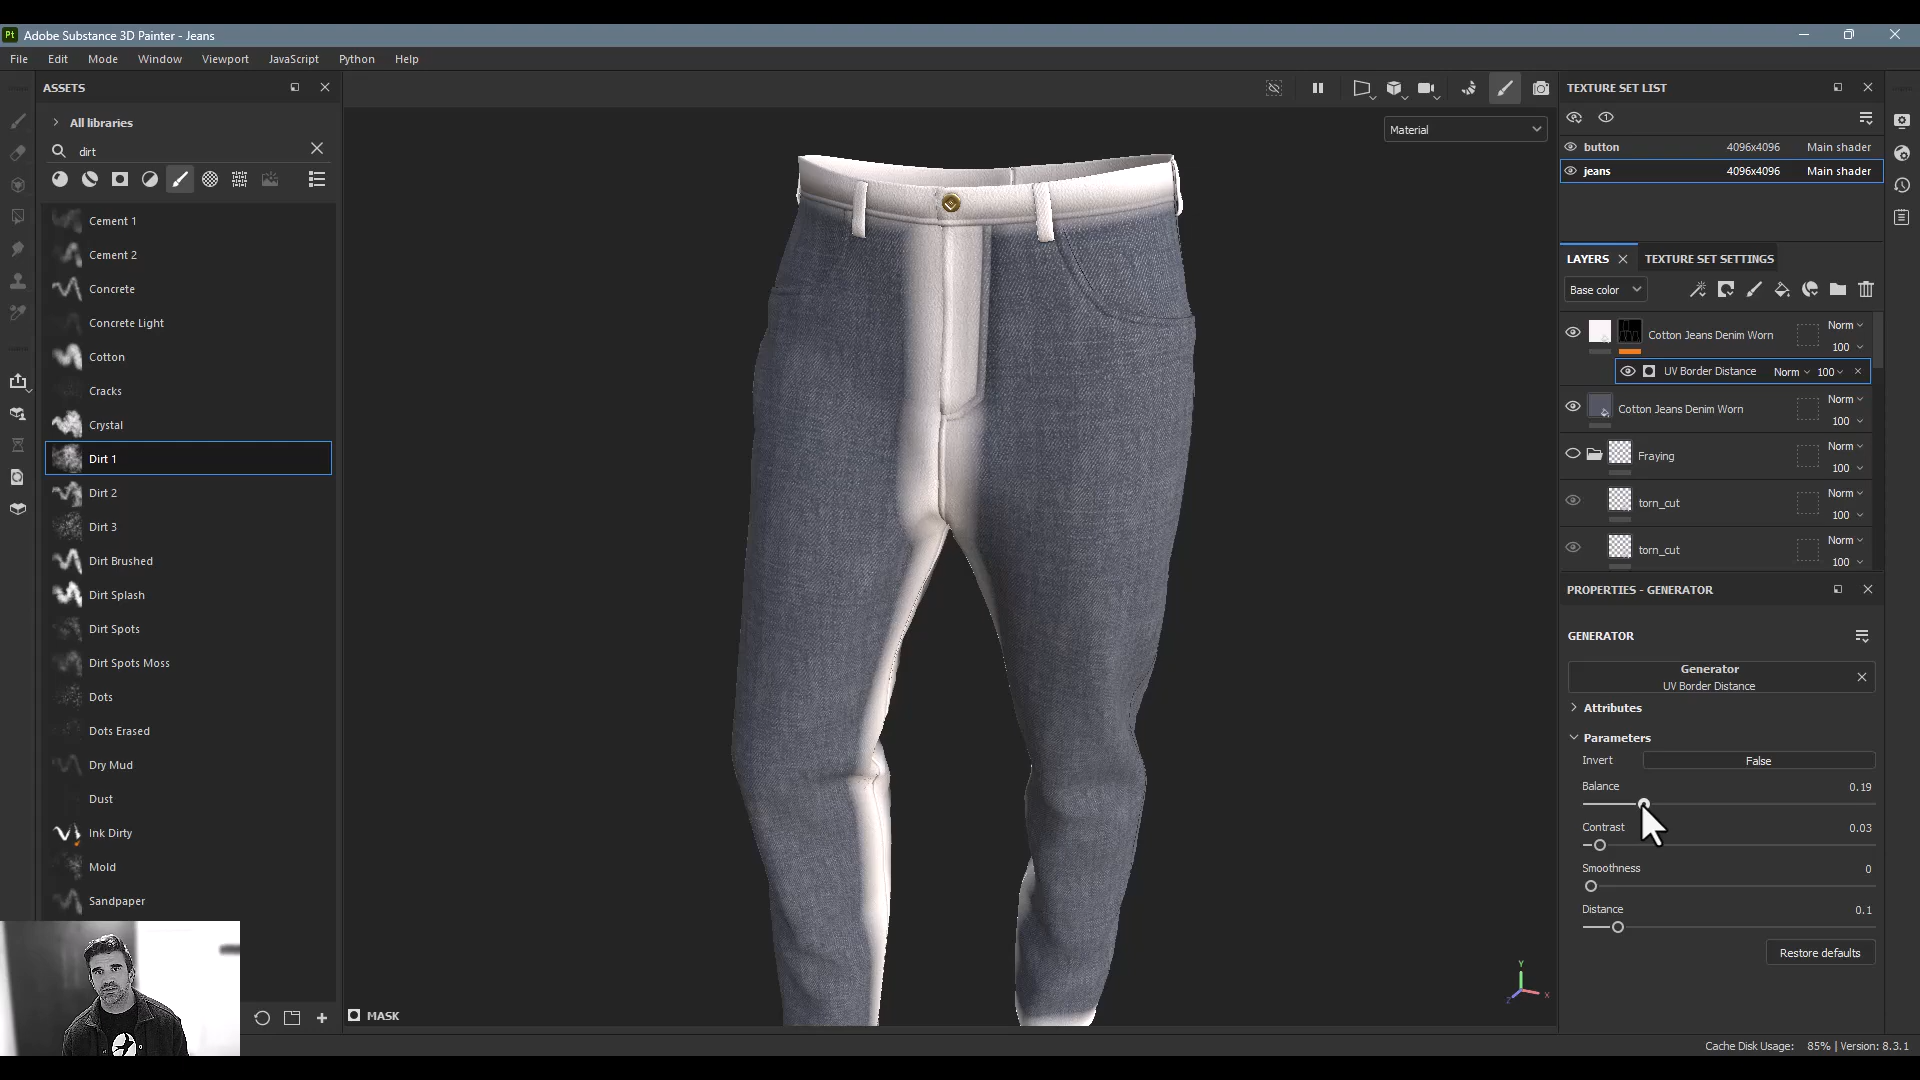 Pt Adobe Substance 3D Painter - Jeans
File Edit Mode Window Viewport JavaScript Python Help
ASSETS
All libraries
dirt
Cement 1
Cement 2
Concrete
Concrete Light
Cotton
Cracks
Crystal
Dirt 1
Dirt 2
Dirt 3
Dirt Brushed
Dirt Splash
Dirt Spots
Dirt Spots Moss
Dots
Dots Erased
Dry Mud
Dust
Ink Dirty
Mold
Sandpaper
MASK
Material
Y
X
Z
TEXTURE SET LIST
button 4096x4096 Main shader
jeans 4096x4096 Main shader
LAYERS TEXTURE SET SETTINGS
Base color
Cotton Jeans Denim Worn Norm
100
UV Border Distance Norm 100
Cotton Jeans Denim Worn Norm
100
Fraying Norm
100
torn_cut Norm
100
torn_cut Norm
100
PROPERTIES - GENERATOR
GENERATOR
Generator
UV Border Distance
Attributes
Parameters
Invert False
Balance 0.19
Contrast 0.03
Smoothness 0
Distance 0.1
Restore defaults
Cache Disk Usage: 85% | Version: 8.3.1